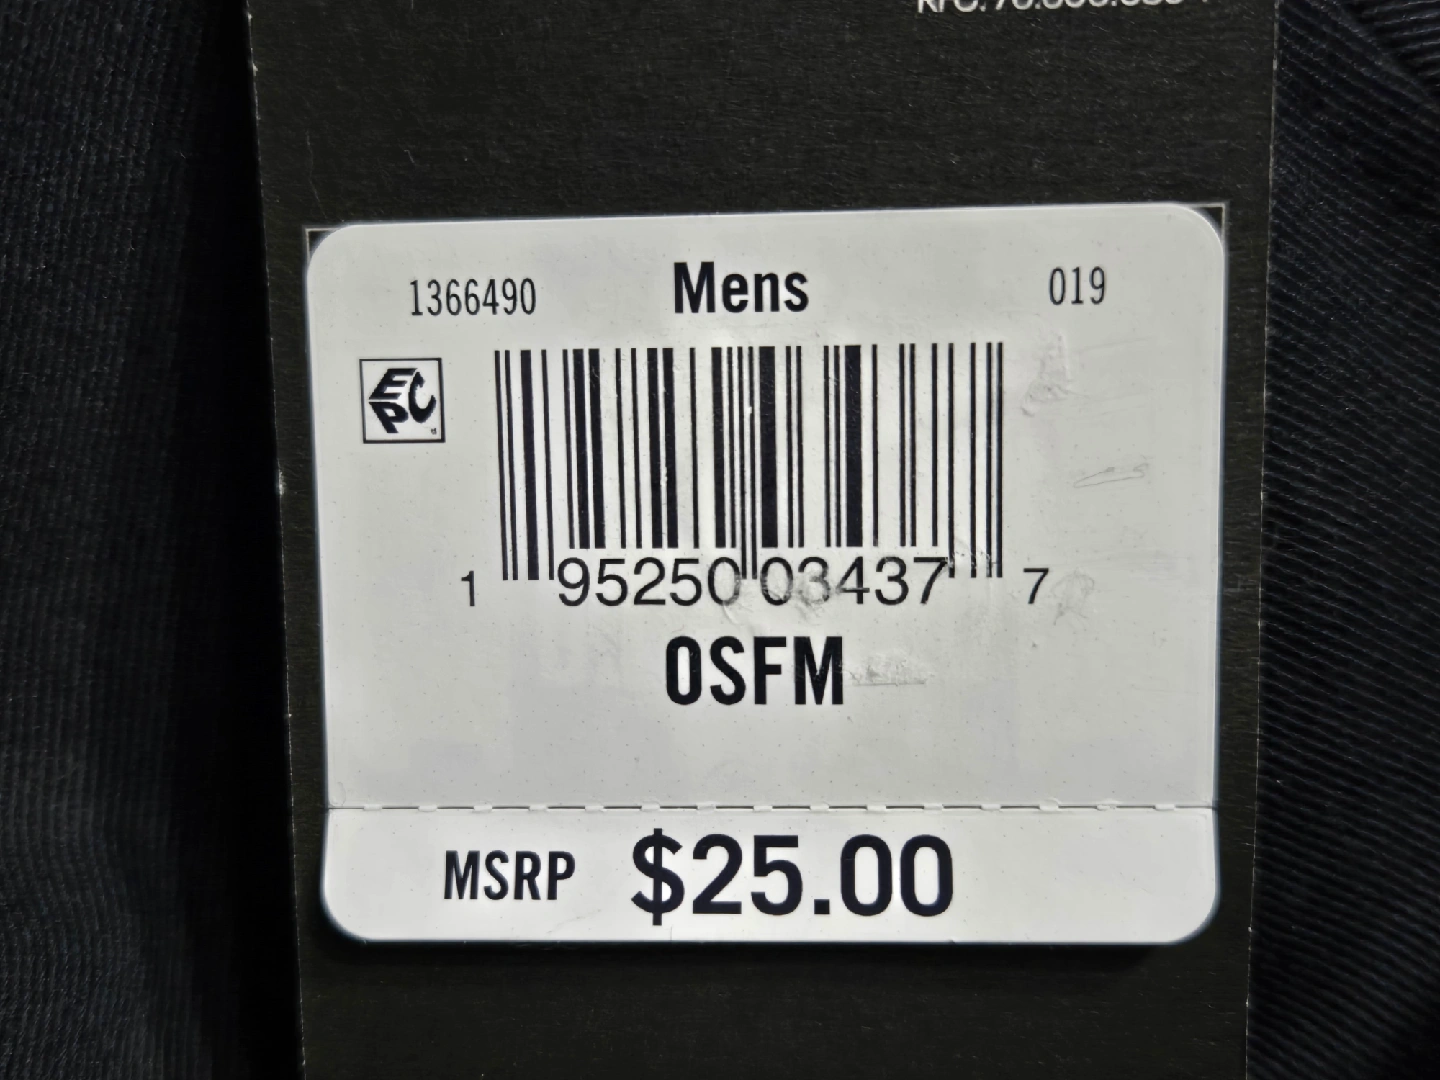 1366490 Mens 019
EPC
1 95250 03437 7
OSFM
MSRP $25.00